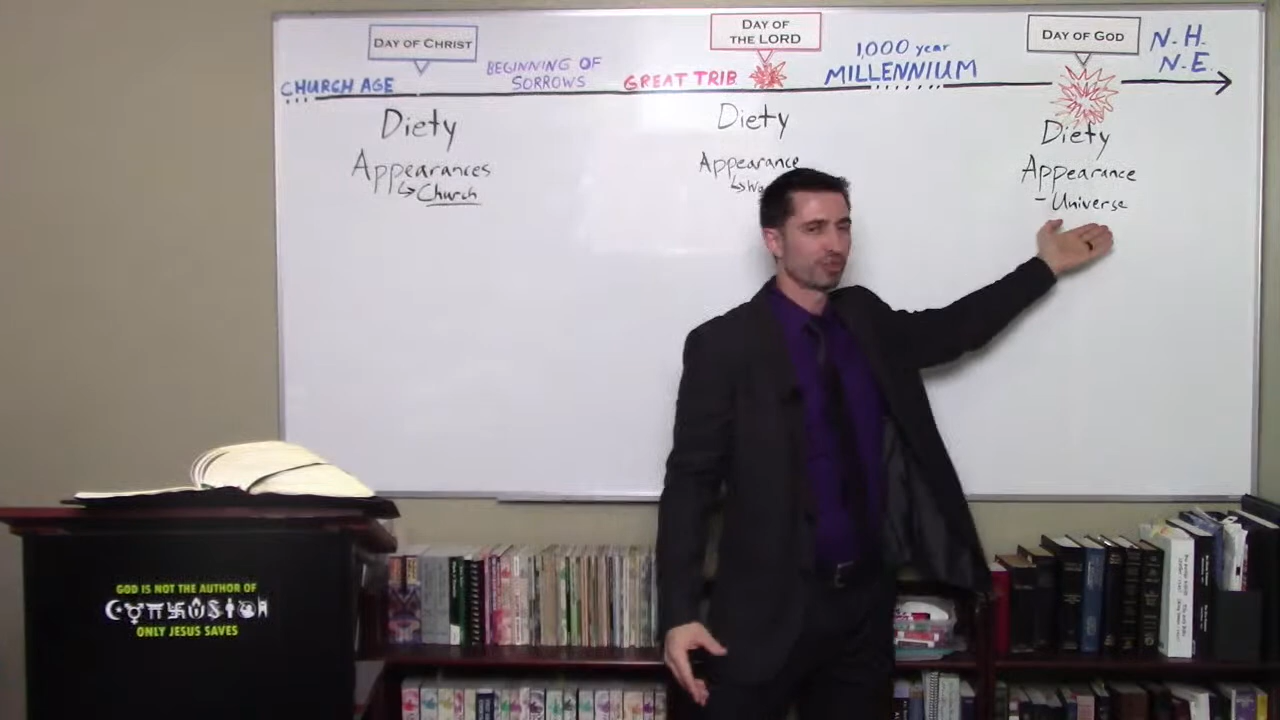 DAY OF CHRIST
DAY OF
THE LORD
DAY OF GOD
CHURCH AGE
BEGINNING OF
SORROWS
GREAT TRIB
1,000 year
MILLENNIUM
N.H.
N.E.
Diety
Appearances
Church
Diety
Appearance
Diety
Appearance
- Universe
GOD IS NOT THE AUTHOR OF
ONLY JESUS SAVES